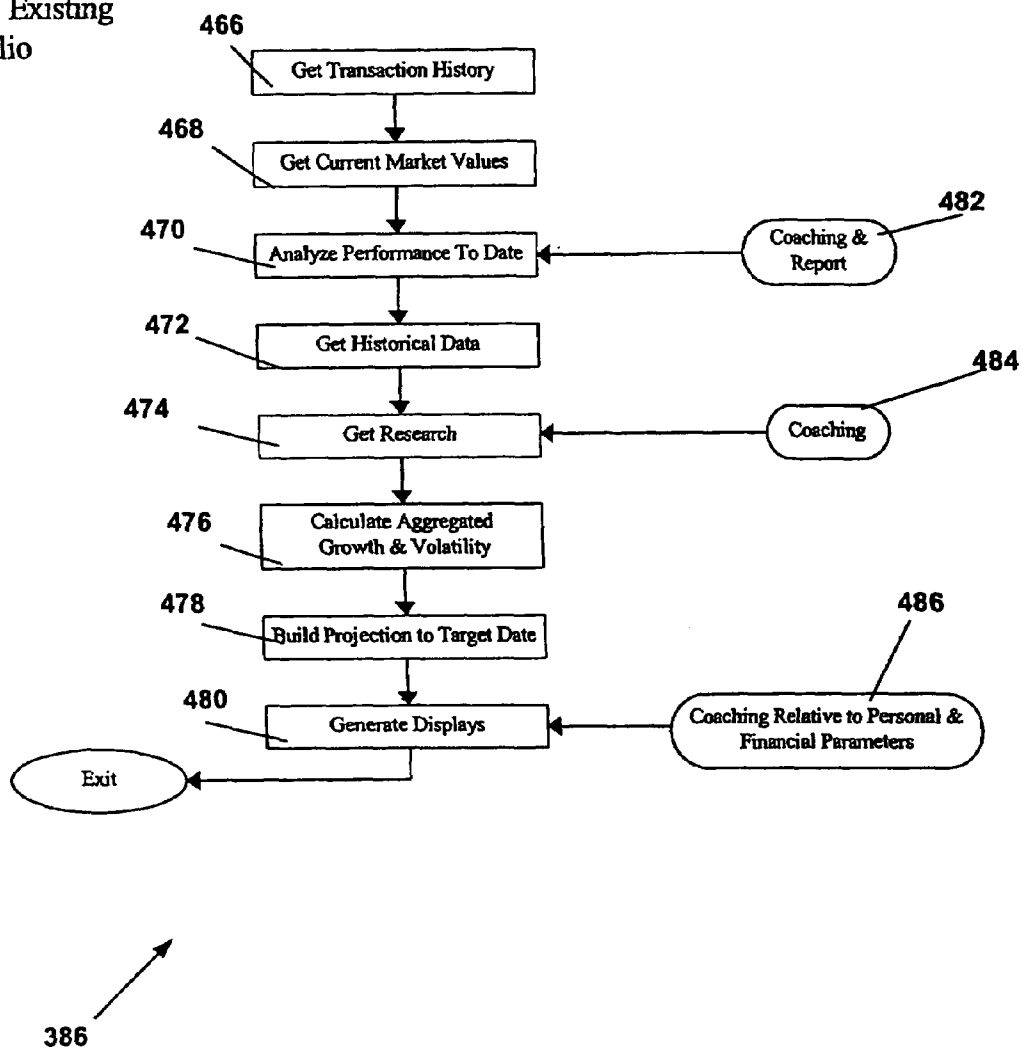 Existing
lio
466
Get Transaction History
468
Get Current Market Values
470
Analyze Performance To Date
482
Coaching &
Report
472
Get Historical Data
474
Get Research
484
Coaching
476
Calculate Aggregated
Growth & Volatility
478
Build Projection to Target Date
486
480
Generate Displays
Coaching Relative to Personal &
Financial Parameters
Exit
386